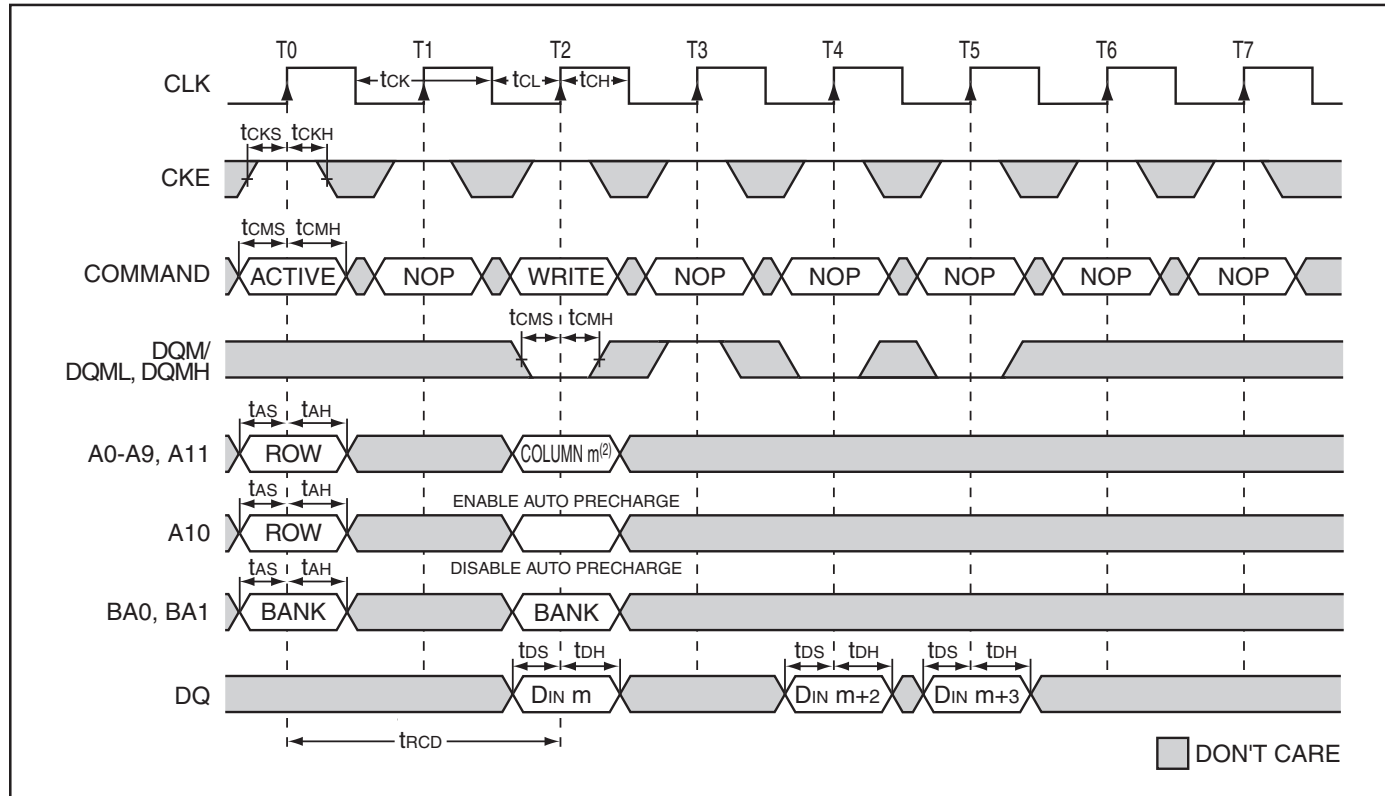 T0 T1 T2 T3 T4 T5 T6 T7
CLK tCK tCL tCH
tCKS tCKH
CKE
tCMS tCMH
COMMAND ACTIVE NOP WRITE NOP NOP NOP NOP NOP
tCMS tCMH
DQM/
DQML, DQMH
tAS tAH
A0-A9, A11 ROW COLUMN m(2)
tAS tAH ENABLE AUTO PRECHARGE
A10 ROW
tAS tAH DISABLE AUTO PRECHARGE
BA0, BA1 BANK BANK
tDS tDH tDS tDH tDS tDH
DQ DIN m DIN m+2 DIN m+3
tRCD
DON'T CARE